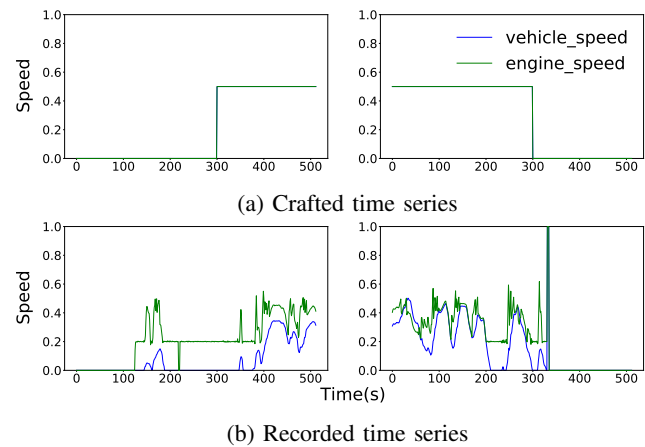 1.0 1.0
vehicle_speed
0.8 0.8
engine_speed
0.6 0.6
Speed
0.4 0.4
0.2 0.2
0.0 0.0
0 100 200 300 400 500 0 100 200 300 400 500
(a) Crafted time series
1.0 1.0
0.8 0.8
0.6 0.6
Speed
0.4 0.4
0.2 0.2
0.0 0.0
0 100 200 300 400 500 0 100 200 300 400 500
Time(s)
(b) Recorded time series